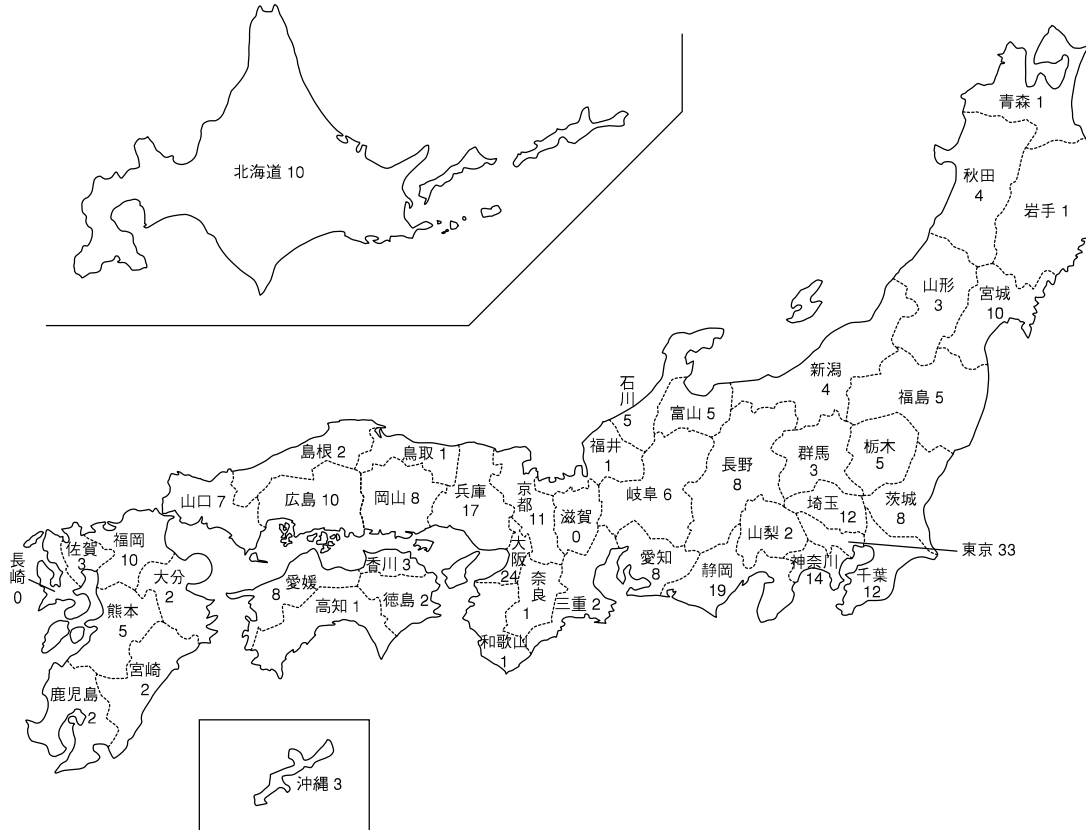 北海道 10
青森 1
秋田
4
岩手 1
山形
3
宮城
10
新潟
4
福島 5
石川
5
富山 5
福井
1
岐阜 6
長野
8
群馬
3
栃木
5
茨城
8
埼玉
12
山梨 2
東京 33
神奈川
14
千葉
12
静岡
19
愛知
8
三重 2
滋賀
0
京都
11
大阪
24
奈良
1
和歌山
1
兵庫
17
鳥取 1
島根 2
岡山 8
広島 10
山口 7
香川 3
愛媛
8
徳島 2
高知 1
福岡
10
佐賀
3
長崎
0
大分
2
熊本
5
宮崎
2
鹿児島
2
沖縄 3